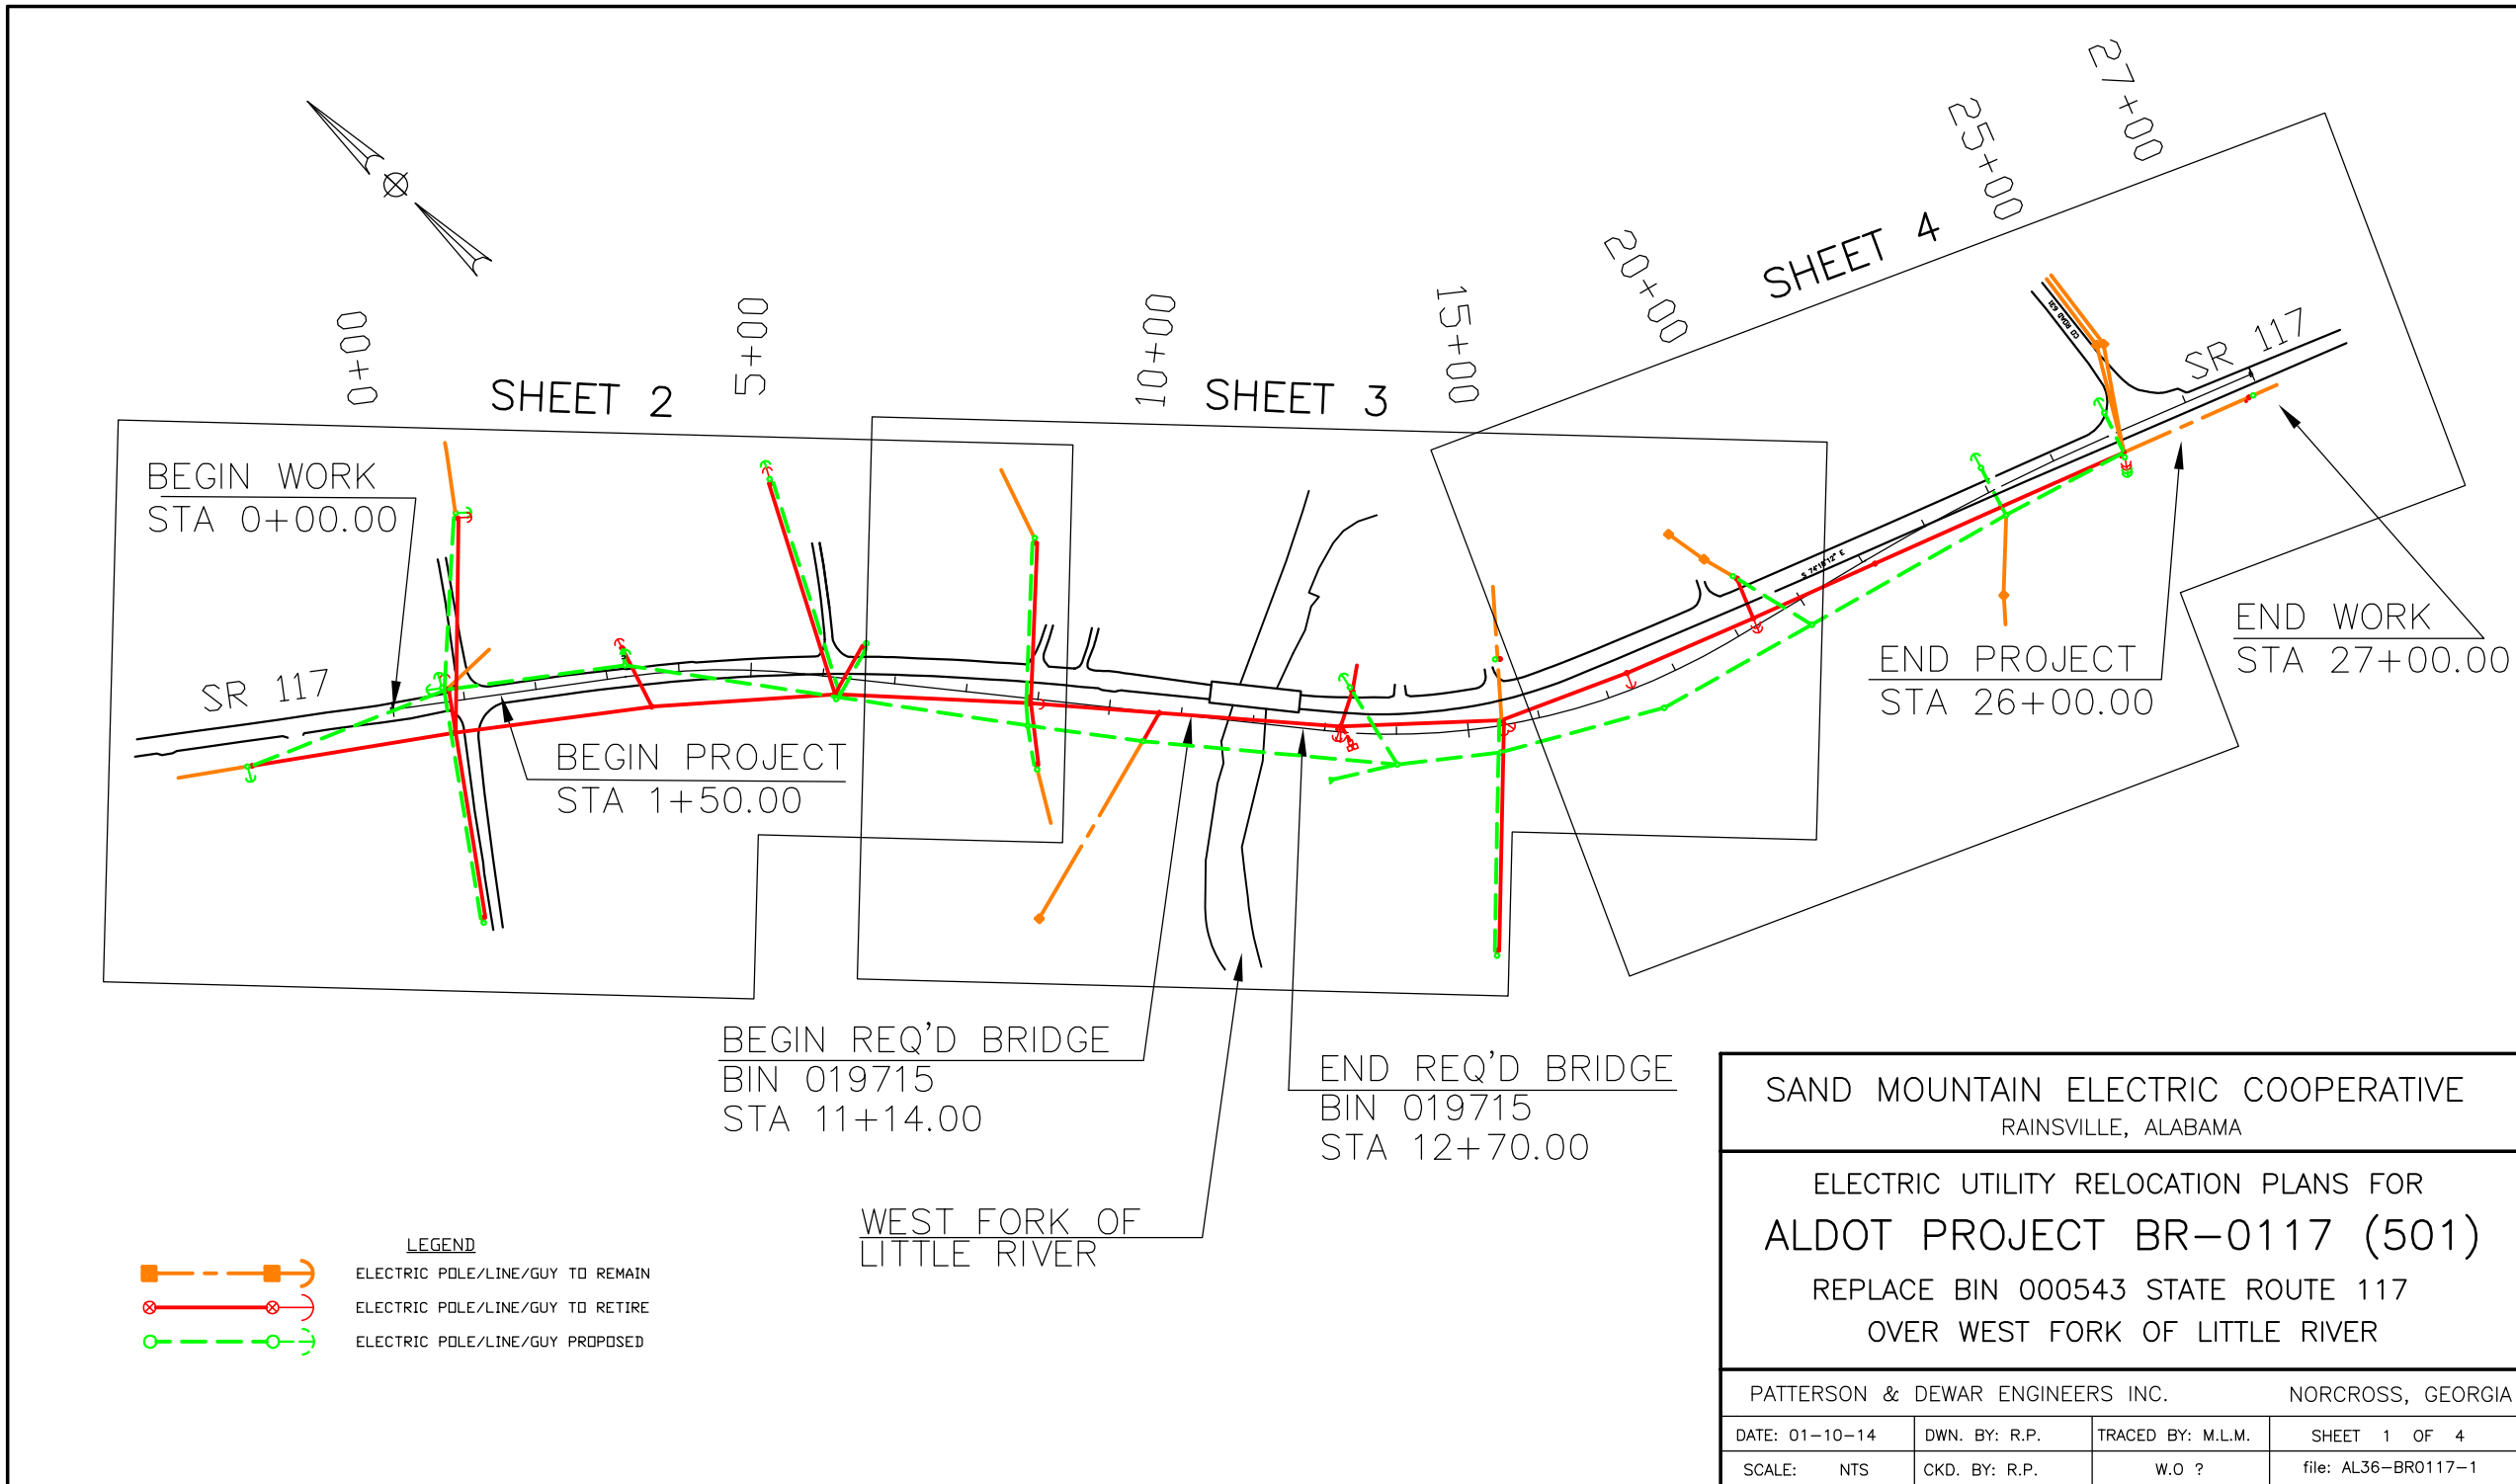 27+00
25+00
20+00
15+00
10+00
5+00
0+00
SHEET 4
SHEET 3
SHEET 2
CO ROAD 631
SR 117
BEGIN WORK
STA 0+00.00
S 74°18'12" E
SR 117
BEGIN PROJECT
STA 1+50.00
END WORK
STA 27+00.00
END PROJECT
STA 26+00.00
BEGIN REQ'D BRIDGE
BIN 019715
STA 11+14.00
END REQ'D BRIDGE
BIN 019715
STA 12+70.00
WEST FORK OF
LITTLE RIVER
LEGEND
ELECTRIC POLE/LINE/GUY TO REMAIN
ELECTRIC POLE/LINE/GUY TO RETIRE
ELECTRIC POLE/LINE/GUY PROPOSED
SAND MOUNTAIN ELECTRIC COOPERATIVE
RAINSVILLE, ALABAMA
ELECTRIC UTILITY RELOCATION PLANS FOR
ALDOT PROJECT BR-0117 (501)
REPLACE BIN 000543 STATE ROUTE 117
OVER WEST FORK OF LITTLE RIVER
PATTERSON & DEWAR ENGINEERS INC. NORCROSS, GEORGIA
DATE: 01-10-14 DWN. BY: R.P. TRACED BY: M.L.M. SHEET 1 OF 4
SCALE: NTS CKD. BY: R.P. W.O ? file: AL36-BR0117-1